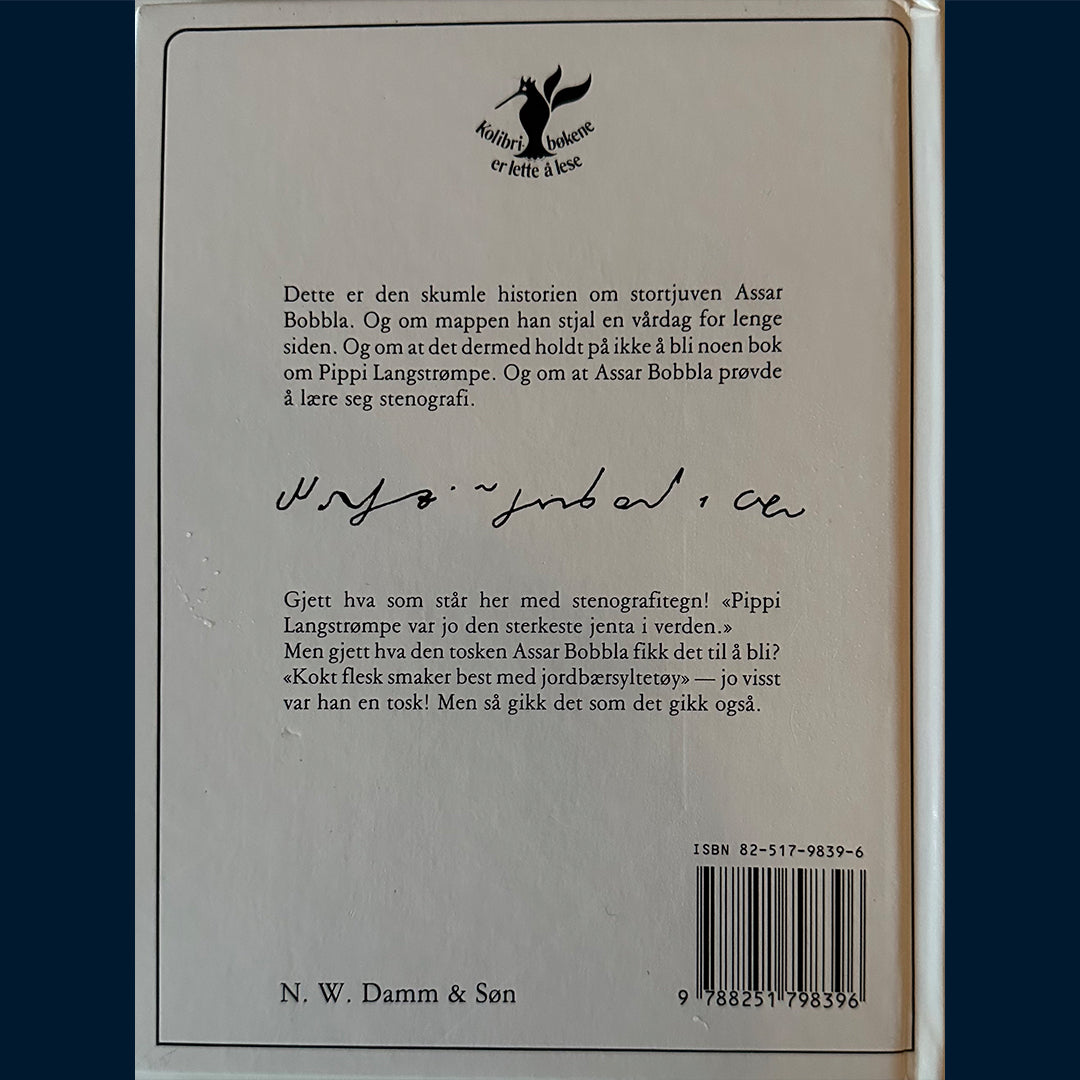 Kolibri-bøkene
er lette å lese
Dette er den skumle historien om stortjuven Assar
Bobbla. Og om mappen han stjal en vårdag for lenge
siden. Og om at det dermed holdt på ikke å bli noen bok
om Pippi Langstrømpe. Og om at Assar Bobbla prøvde
å lære seg stenografi.
Gjett hva som står her med stenografitegn! «Pippi
Langstrømpe var jo den sterkeste jenta i verden.»
Men gjett hva den tosken Assar Bobbla fikk det til å bli?
«Kokt flesk smaker best med jordbærsyltetøy» — jo visst
var han en tosk! Men så gikk det som det gikk også.
ISBN 82-517-9839-6
9 788251 798396
N. W. Damm & Søn